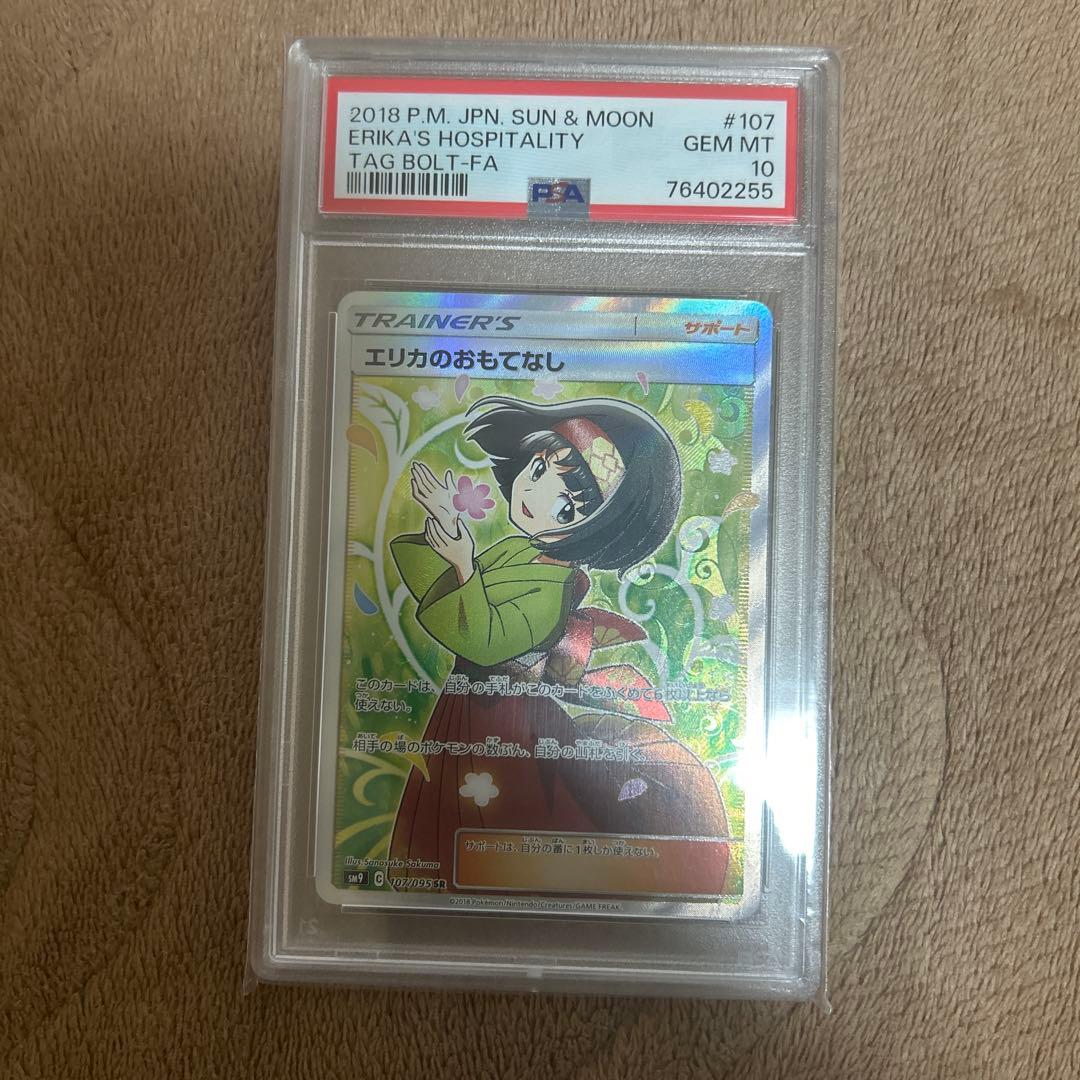 2018 P.M. JPN. SUN & MOON #107
ERIKA'S HOSPITALITY GEM MT
TAG BOLT-FA 10
PSA 76402255
TRAINER'S サポート
エリカのおもてなし
このカードは、自分の手札がこのカードをふくめて6枚以上なら
使えない。
相手の場のポケモンの数ぶん、自分の山札を引く。
サポートは、自分の番に1枚しか使えない。
Illus. Sanosuke Sakuma
SM9 C 107/095 SR
©2018 Pokémon/Nintendo/Creatures/GAME FREAK.